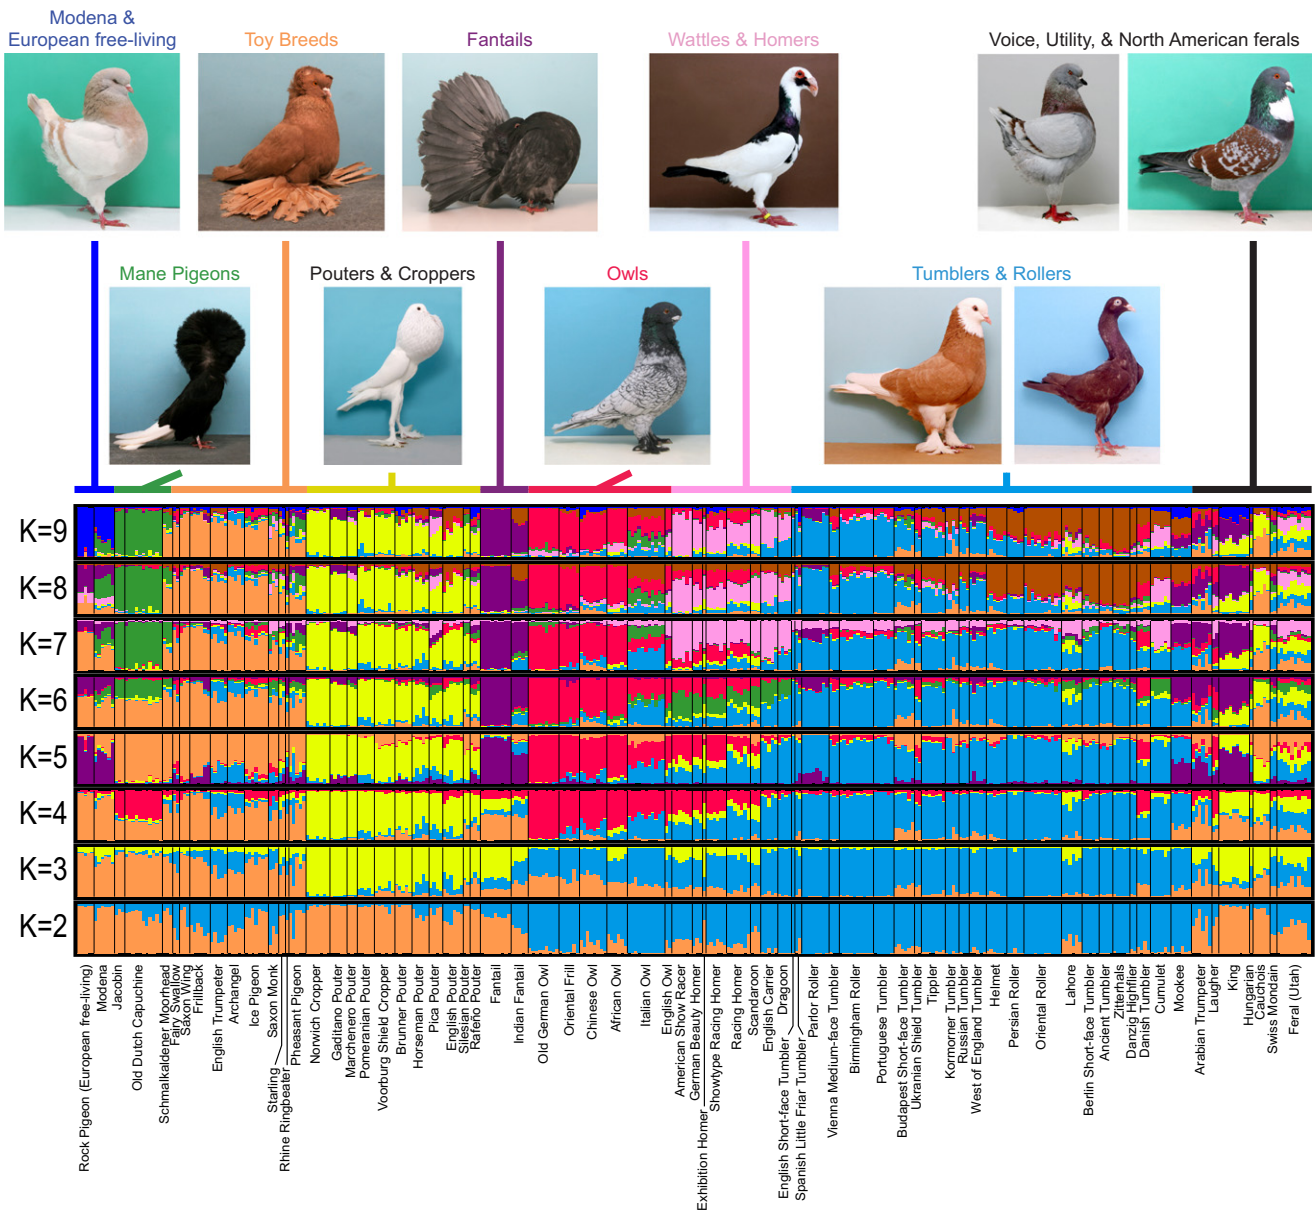 Modena &
European free-living
Toy Breeds
Fantails
Wattles & Homers
Voice, Utility, & North American ferals
Mane Pigeons
Pouters & Croppers
Owls
Tumblers & Rollers
K=9
K=8
K=7
K=6
K=5
K=4
K=3
K=2
Rock Pigeon (European free-living)
Modena
Jacobin
Old Dutch Capuchine
Schmalkaldener Moorhead
Fairy Swallow
Saxon Wing
Frillback
English Trumpeter
Archangel
Ice Pigeon
Saxon Monk
Starling
Rhine Ringbeater
Pheasant Pigeon
Norwich Cropper
Gaditano Pouter
Marchenero Pouter
Pomeranian Pouter
Voorburg Shield Cropper
Brunner Pouter
Horseman Pouter
Pica Pouter
English Pouter
Silesian Pouter
Rafeño Pouter
Fantail
Indian Fantail
Old German Owl
Oriental Frill
Chinese Owl
African Owl
Italian Owl
English Owl
American Show Racer
German Beauty Homer
Exhibition Homer
Showtype Racing Homer
Racing Homer
Scandaroon
English Carrier
Dragoon
English Short-face Tumbler
Spanish Little Friar Tumbler
Parlor Roller
Vienna Medium-face Tumbler
Birmingham Roller
Portuguese Tumbler
Budapest Short-face Tumbler
Ukranian Shield Tumbler
Tippler
Kormorner Tumbler
Russian Tumbler
West of England Tumbler
Helmet
Persian Roller
Oriental Roller
Lahore
Berlin Short-face Tumbler
Ancient Tumbler
Zitterhals
Danzig Highflier
Danish Tumbler
Cumulet
Mookee
Arabian Trumpeter
Laugher
King
Hungarian
Cauchois
Swiss Mondain
Feral (Utah)